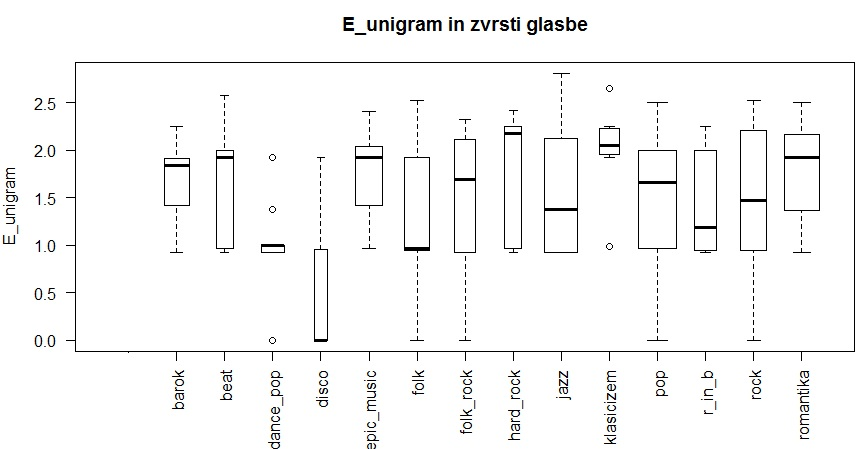 E_unigram in zvrsti glasbe
E_unigram
2.5
2.0
1.5
1.0
0.5
0.0
barok
beat
dance_pop
disco
epic_music
folk
folk_rock
hard_rock
jazz
klasicizem
pop
r_in_b
rock
romantika